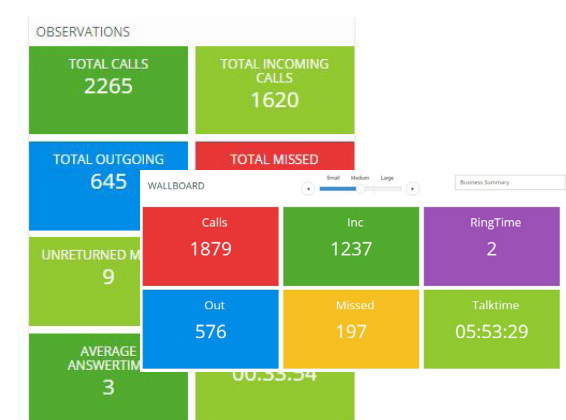 OBSERVATIONS
TOTAL CALLS
2265
TOTAL INCOMING
CALLS
1620
TOTAL OUTGOING
645
TOTAL MISSED
UNRETURNED
9
AVERAGE
3
WALLBOARD
Small Medium Large
Business Summary
Calls
1879
Inc
1237
RingTime
2
Out
576
Missed
197
Talktime
05:53:29